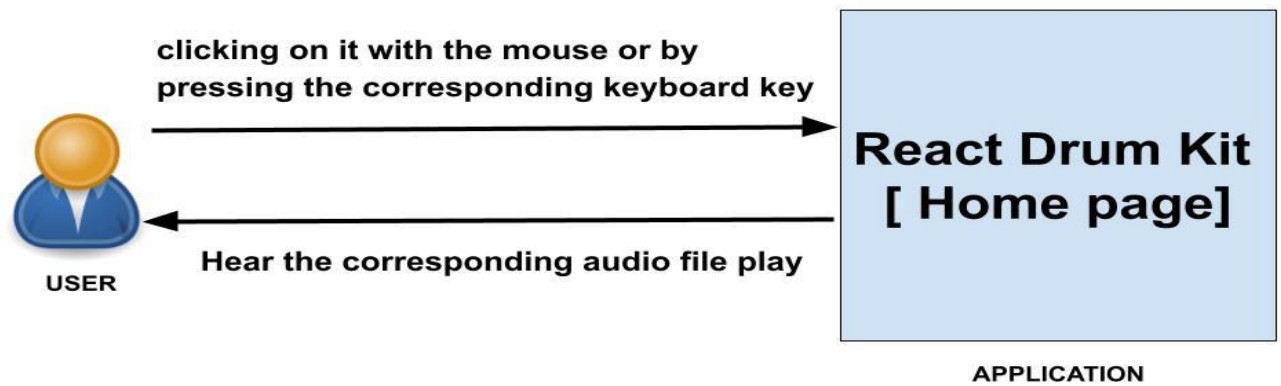 clicking on it with the mouse or by
pressing the corresponding keyboard key
React Drum Kit
[ Home page]
Hear the corresponding audio file play
USER
APPLICATION